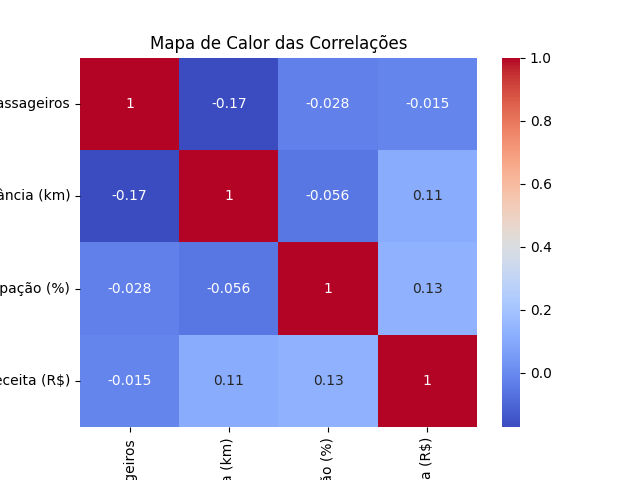 Mapa de Calor das Correlações
assageiros 1 -0.17 -0.028 -0.015
ância (km) -0.17 1 -0.056 0.11
pação (%) -0.028 -0.056 1 0.13
eceita (R$) -0.015 0.11 0.13 1
geiros
a (km)
ão (%)
a (R$)
1.0
0.8
0.6
0.4
0.2
0.0